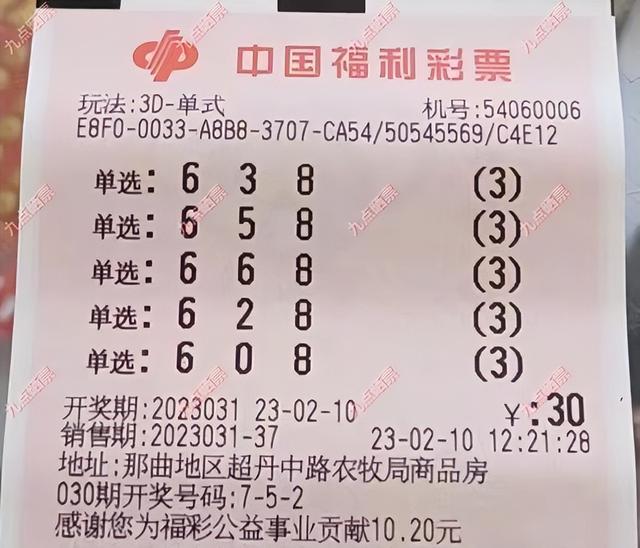 中国福利彩票
玩法:3D-单式 机号:54060006
E8F0-0033-A8B8-3707-CA54/50545569/C4E12
单选: 6 3 8 (3)
单选: 6 5 8 (3)
单选: 6 6 8 (3)
单选: 6 2 8 (3)
单选: 6 0 8 (3)
开奖期:2023031 23-02-10 ¥:30
销售期:2023031-37 23-02-10 12:21:28
地址:那曲地区超丹中路农牧局商品房
030期开奖号码:7-5-2
感谢您为福彩公益事业贡献10.20元